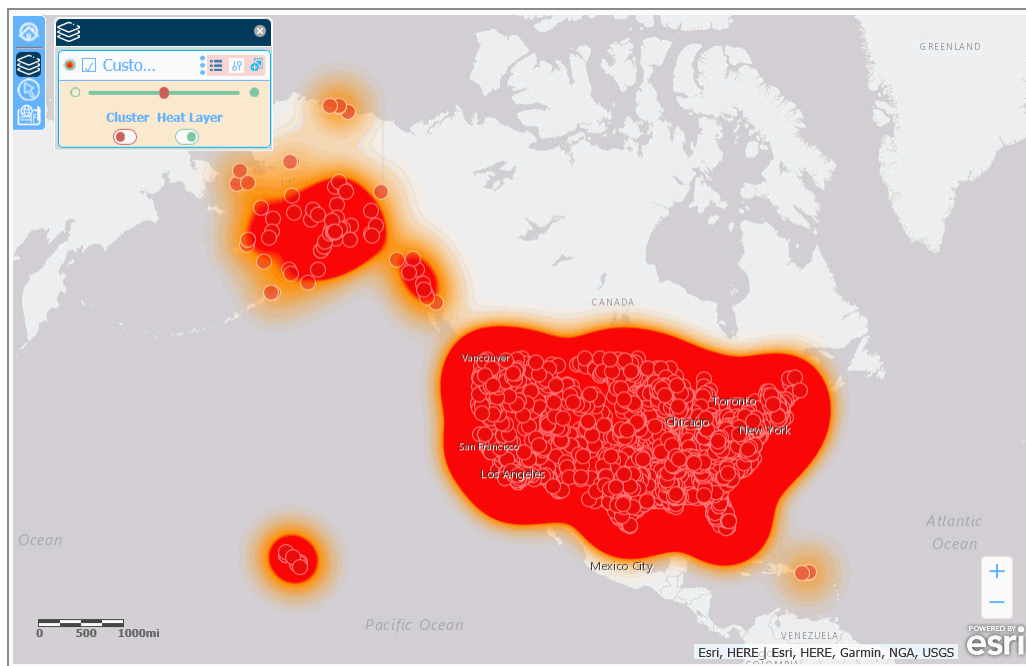 GREENLAND
Custo...
Cluster Heat Layer
CANADA
Vancouver
Toronto
Chicago
New York
San Francisco
Los Angeles
Atlantic
Ocean
Ocean
Mexico City
+
−
Pacific Ocean
0 500 1000mi
VENEZUELA
POWERED BY
esri
Esri, HERE | Esri, HERE, Garmin, NGA, USGS